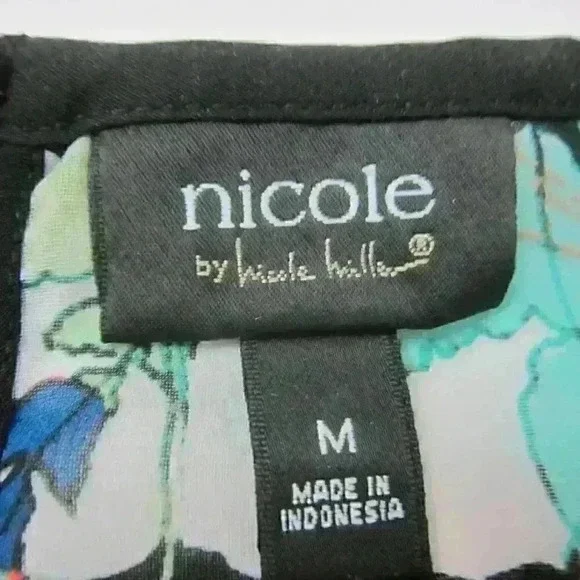 nicole
by nicole miller®
M
MADE IN
INDONESIA